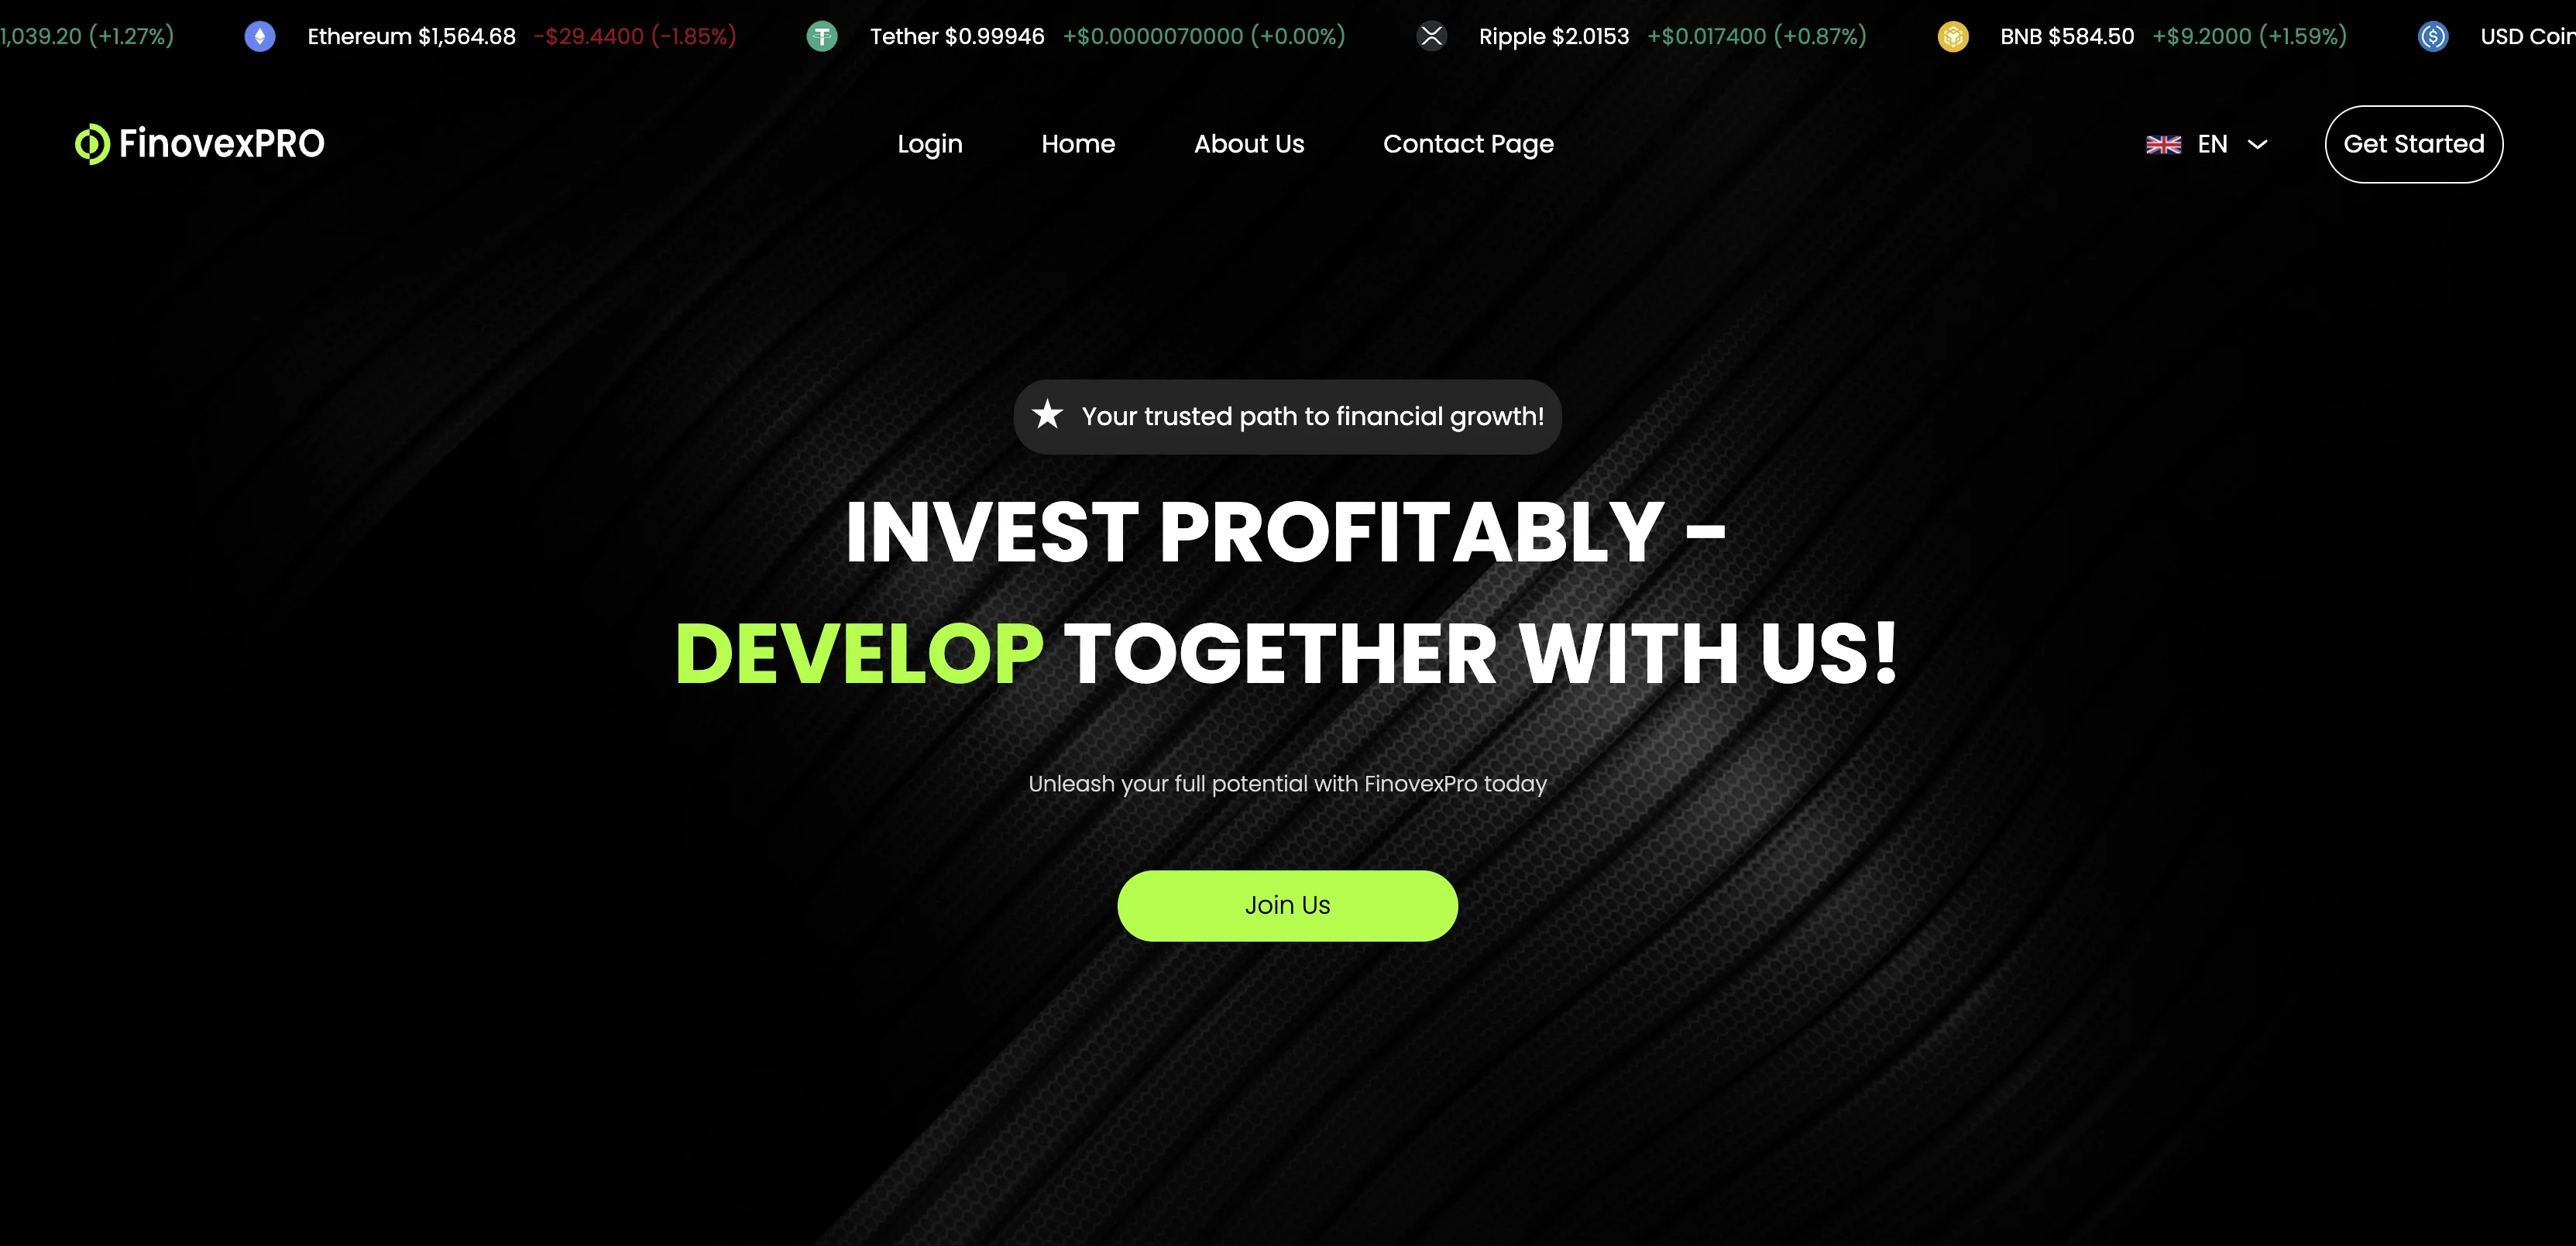 1,039.20 (+1.27%) Ethereum $1,564.68 -$29.4400 (-1.85%) Tether $0.99946 +$0.0000070000 (+0.00%) Ripple $2.0153 +$0.017400 (+0.87%) BNB $584.50 +$9.2000 (+1.59%) USD Coin
FinovexPRO Login Home About Us Contact Page EN Get Started
Your trusted path to financial growth!
INVEST PROFITABLY -
DEVELOP TOGETHER WITH US!
Unleash your full potential with FinovexPro today
Join Us